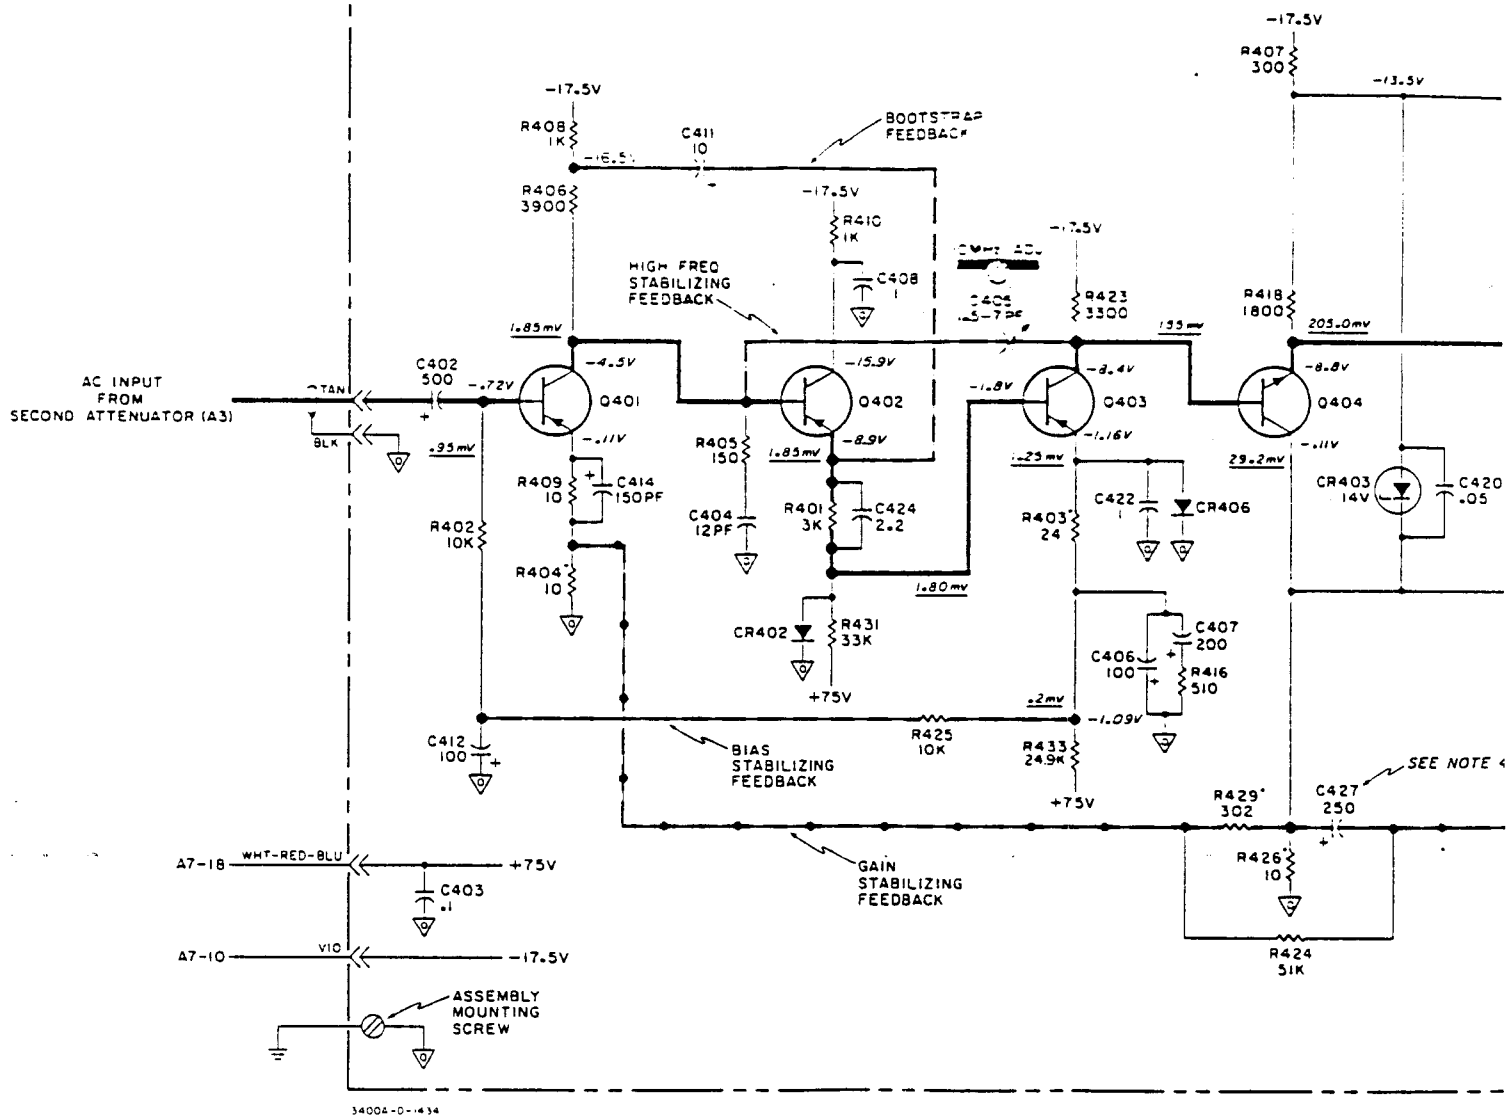 -17.5V
R407
300
-13.5V
-17.5V
R408
1K
C411
10
BOOTSTRAP
FEEDBACK
-16.5V
R406
3900
-17.5V
R410
1K
-17.5V
HIGH FREQ
STABILIZING
FEEDBACK
C408
.1
C405
R423
3300
R418
1800
1.85mV
155mV
205.0mV
-4.5V
-15.9V
-8.4V
-8.8V
AC INPUT
FROM
SECOND ATTENUATOR (A3)
TAN
BLK
C402
500
+
-.72V
Q401
Q402
-1.8V
Q403
Q404
.95mV
-.11V
R405
150
-8.9V
1.85mV
-1.16V
1.25mV
-.11V
29.2mV
R409
10
+
C414
150PF
R402
10K
C404
12PF
R401
3K
C424
2.2
R403*
24
C422
CR406
CR403
14V
C420
.05
R404*
10
1.80mV
CR402
R431
33K
+75V
C406
100
+
C407
200
+
R416
510
.2mV
-1.09V
C412
100
+
BIAS
STABILIZING
FEEDBACK
R425
10K
R433
24.9K
+75V
SEE NOTE 4
R429*
302
C427
250
+
R426*
10
GAIN
STABILIZING
FEEDBACK
R424
51K
A7-18
WHT-RED-BLU
+75V
C403
.1
A7-10
VIO
-17.5V
ASSEMBLY
MOUNTING
SCREW
3400A-D-1434